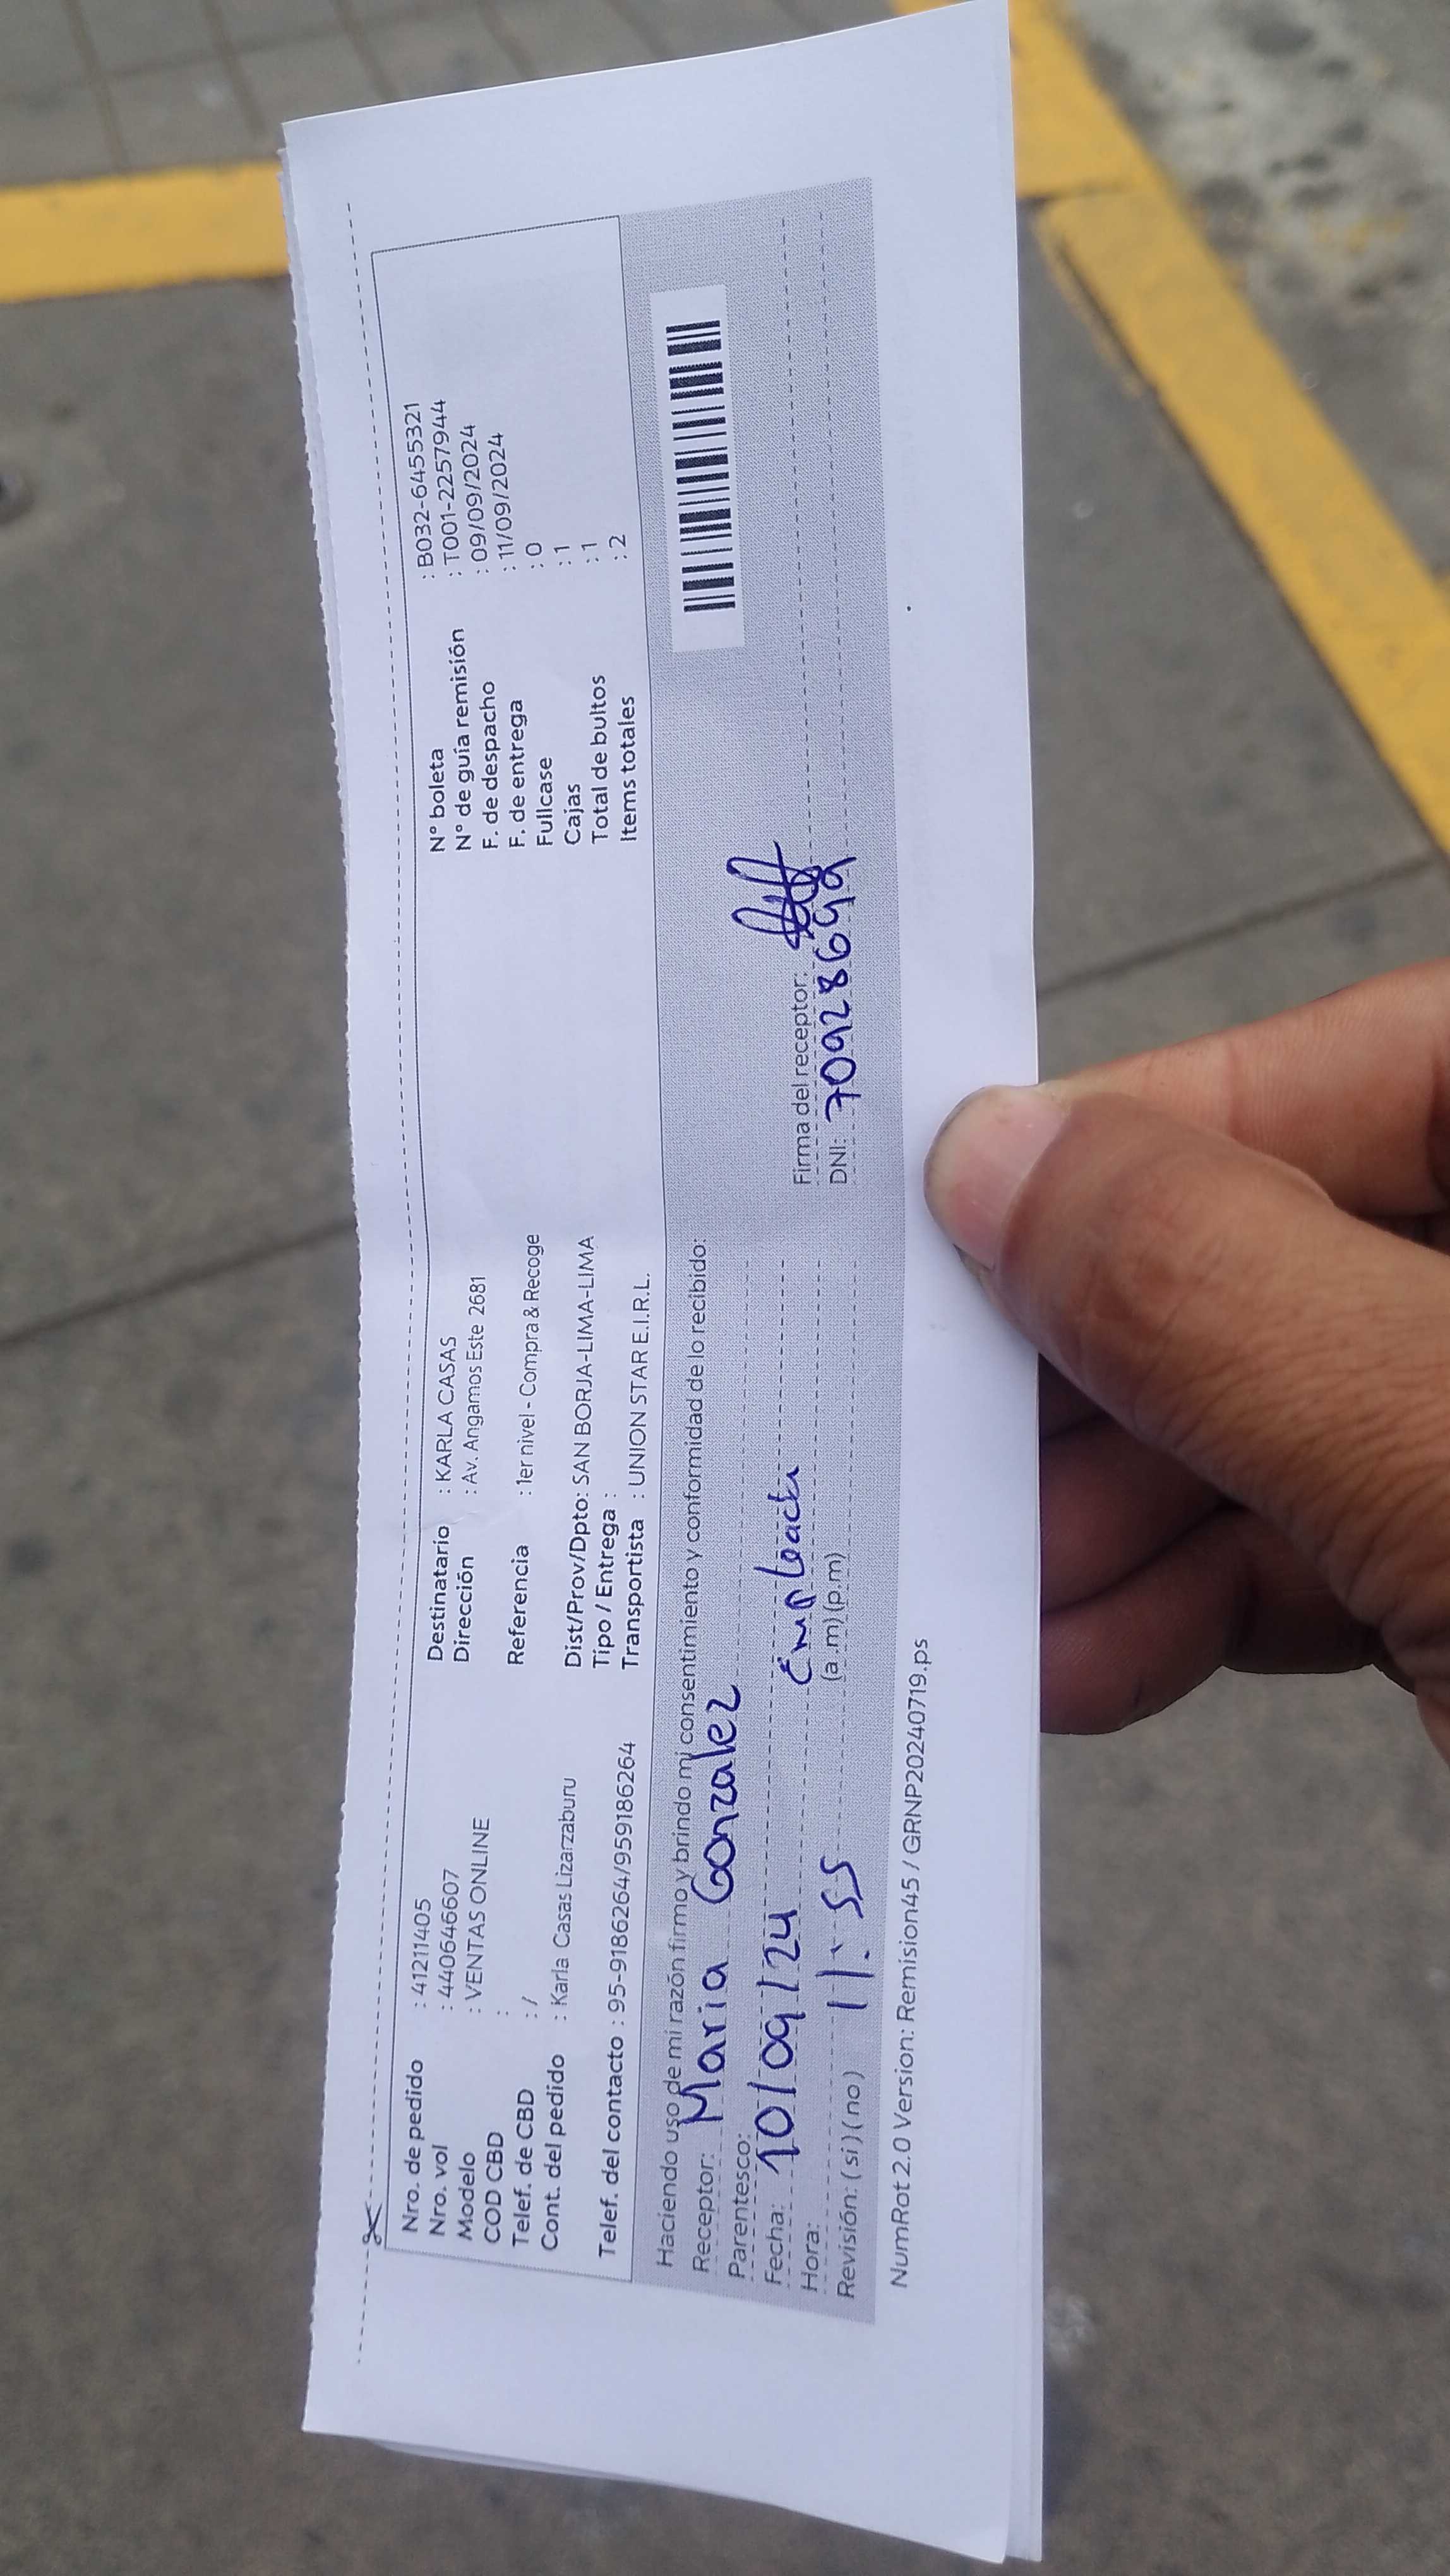 Nro. de pedido : 41211405
Nro. vol : 440646607
Modelo : VENTAS ONLINE
COD CBD :
Telef. de CBD : /
Cont. del pedido : Karla Casas Lizarzaburu
Telef. del contacto : 95-9186264/959186264
Destinatario : KARLA CASAS
Dirección : Av. Angamos Este 2681
Referencia : 1er nivel - Compra & Recoge
Dist/Prov/Dpto: SAN BORJA-LIMA-LIMA
Tipo / Entrega :
Transportista : UNION STAR E.I.R.L.
N° boleta : B032-6455321
N° de guía remisión : T001-2257944
F. de despacho : 09/09/2024
F. de entrega : 11/09/2024
Fullcase : 0
Cajas : 1
Total de bultos : 1
Items totales : 2
Haciendo uso de mi razón firmo y brindo mi consentimiento y conformidad de lo recibido:
Receptor: Maria Gonzalez
Parentesco:
Fecha: 10/09/24
Hora: 11:55 (a .m) (p.m)
Revisión: ( si ) ( no )
Firma del receptor:
DNI:
NumRot 2.0 Version: Remision45 / GRNP20240719.ps